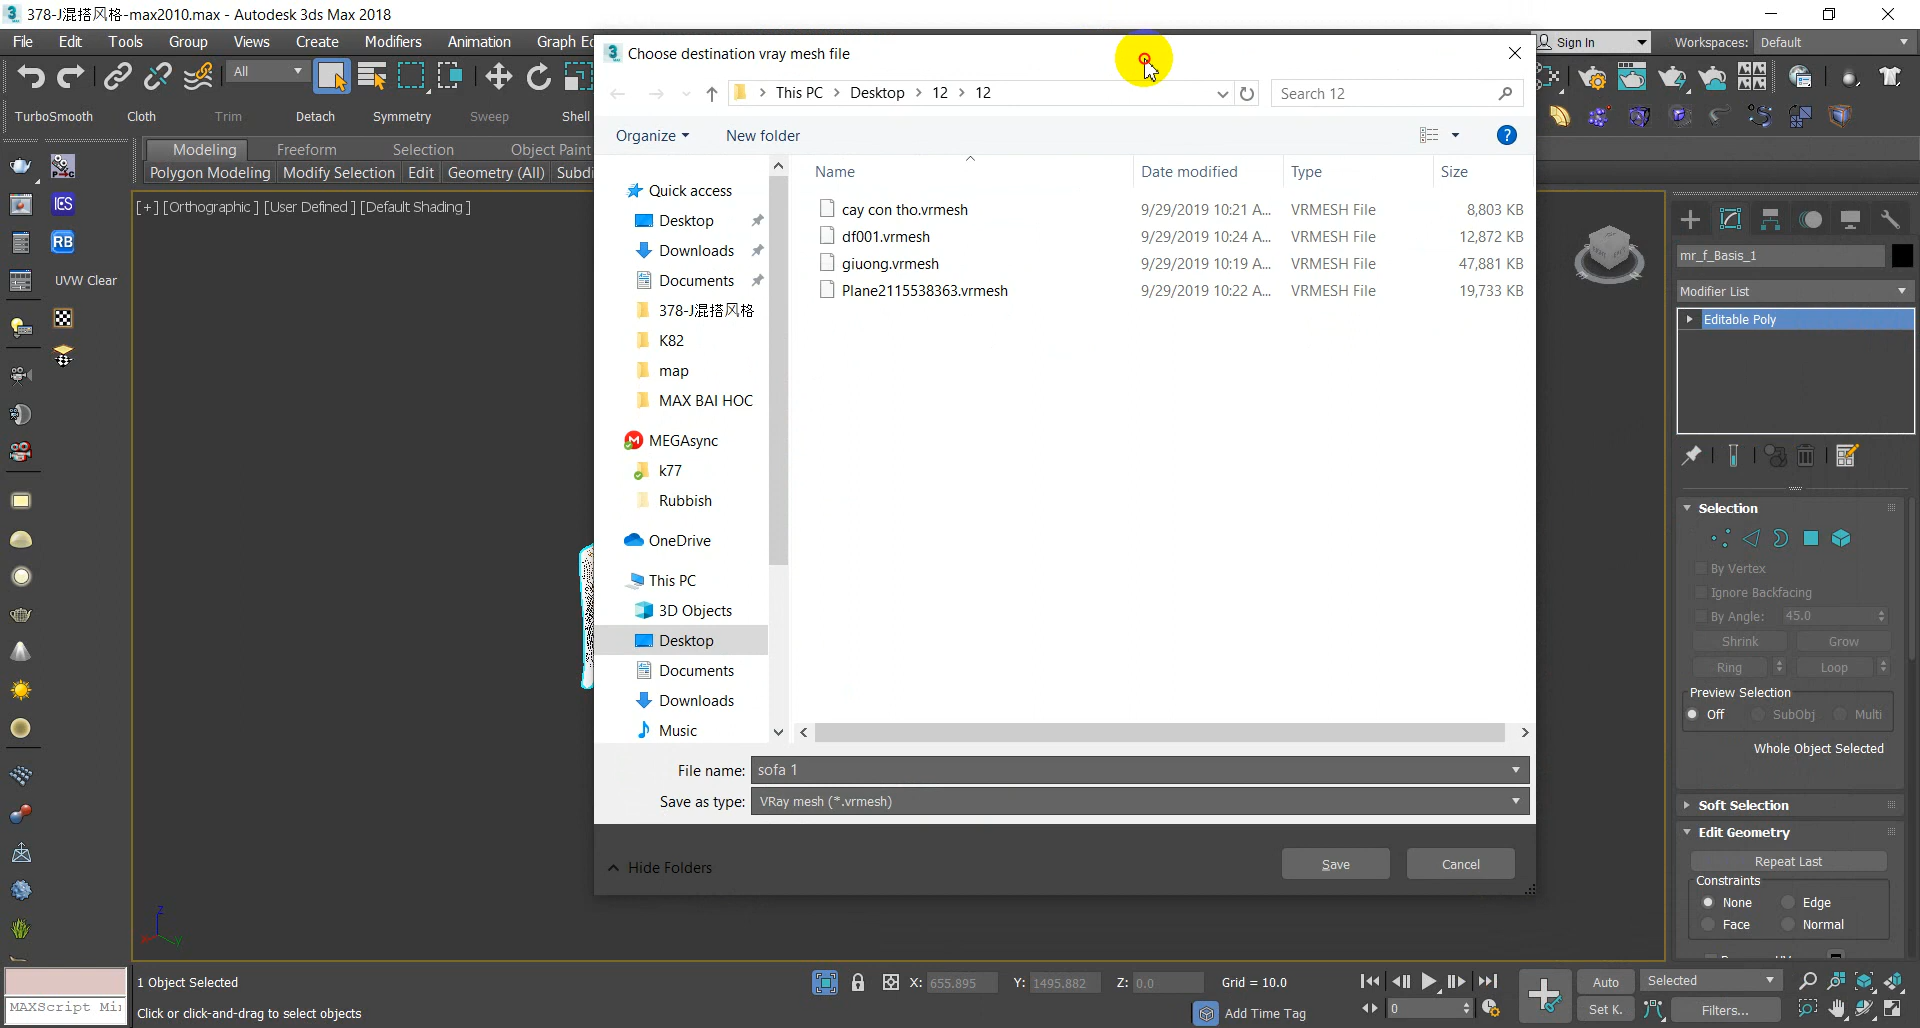 378-J混搭风格-max2010.max - Autodesk 3ds Max 2018
File Edit Tools Group Views Create Modifiers Animation Graph Ed
Sign In Workspaces: Default
All
TurboSmooth Cloth Trim Detach Symmetry Sweep Shell
Modeling Freeform Selection Object Paint
Polygon Modeling Modify Selection Edit Geometry (All) Subdi
[+] [Orthographic ] [User Defined ] [Default Shading ]
IES
RB
UVW Clear
Choose destination vray mesh file
This PC > Desktop > 12 > 12
Search 12
Organize New folder
Name Date modified Type Size
cay con tho.vrmesh 9/29/2019 10:21 A... VRMESH File 8,803 KB
df001.vrmesh 9/29/2019 10:24 A... VRMESH File 12,872 KB
giuong.vrmesh 9/29/2019 10:19 A... VRMESH File 47,881 KB
Plane2115538363.vrmesh 9/29/2019 10:22 A... VRMESH File 19,733 KB
Quick access
Desktop
Downloads
Documents
378-J混搭风格
K82
map
MAX BAI HOC
MEGAsync
k77
Rubbish
OneDrive
This PC
3D Objects
Desktop
Documents
Downloads
Music
File name: sofa 1
Save as type: VRay mesh (*.vrmesh)
Hide Folders Save Cancel
mr_f_Basis_1
Modifier List
Editable Poly
Selection
By Vertex
Ignore Backfacing
By Angle: 45.0
Shrink Grow
Ring Loop
Preview Selection
Off SubObj Multi
Whole Object Selected
Soft Selection
Edit Geometry
Repeat Last
Constraints
None Edge
Face Normal
z
x y
1 Object Selected
X: 655.895 Y: 1495.882 Z: 0.0 Grid = 10.0
Auto Selected
MAXScript Mi
Click or click-and-drag to select objects
Add Time Tag
0
Set K. Filters...